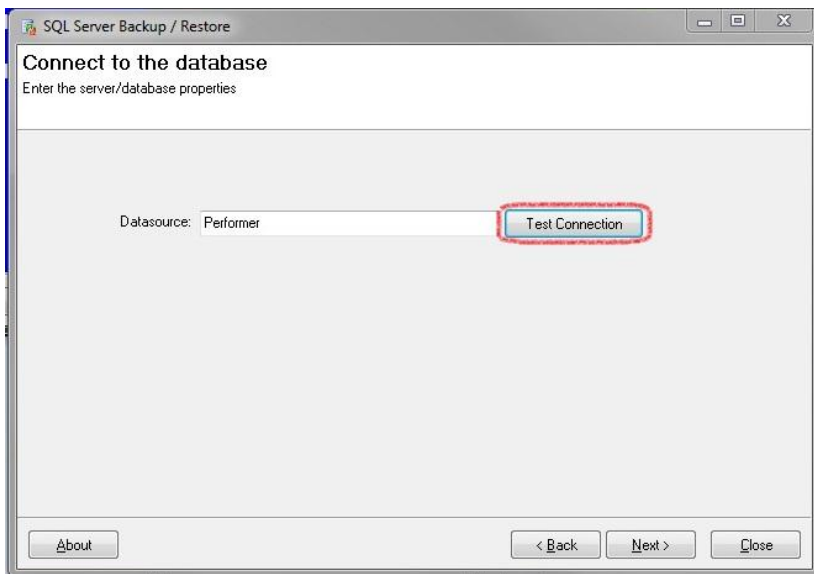 SQL Server Backup / Restore
Connect to the database
Enter the server/database properties
Datasource: Performer Test Connection
About < Back Next > Close